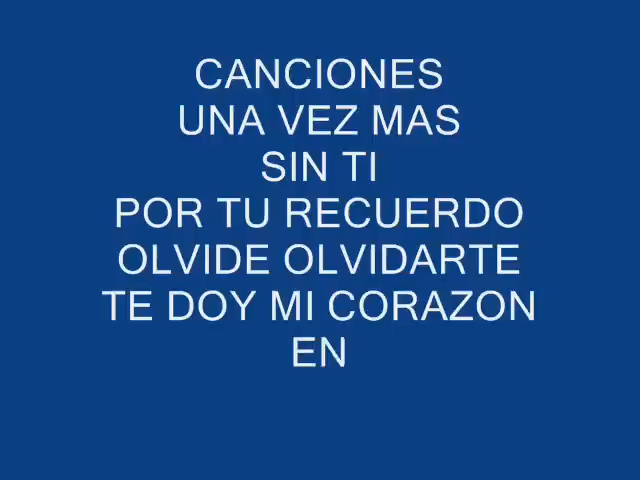 CANCIONES
UNA VEZ MAS
SIN TI
POR TU RECUERDO
OLVIDE OLVIDARTE
TE DOY MI CORAZON
EN